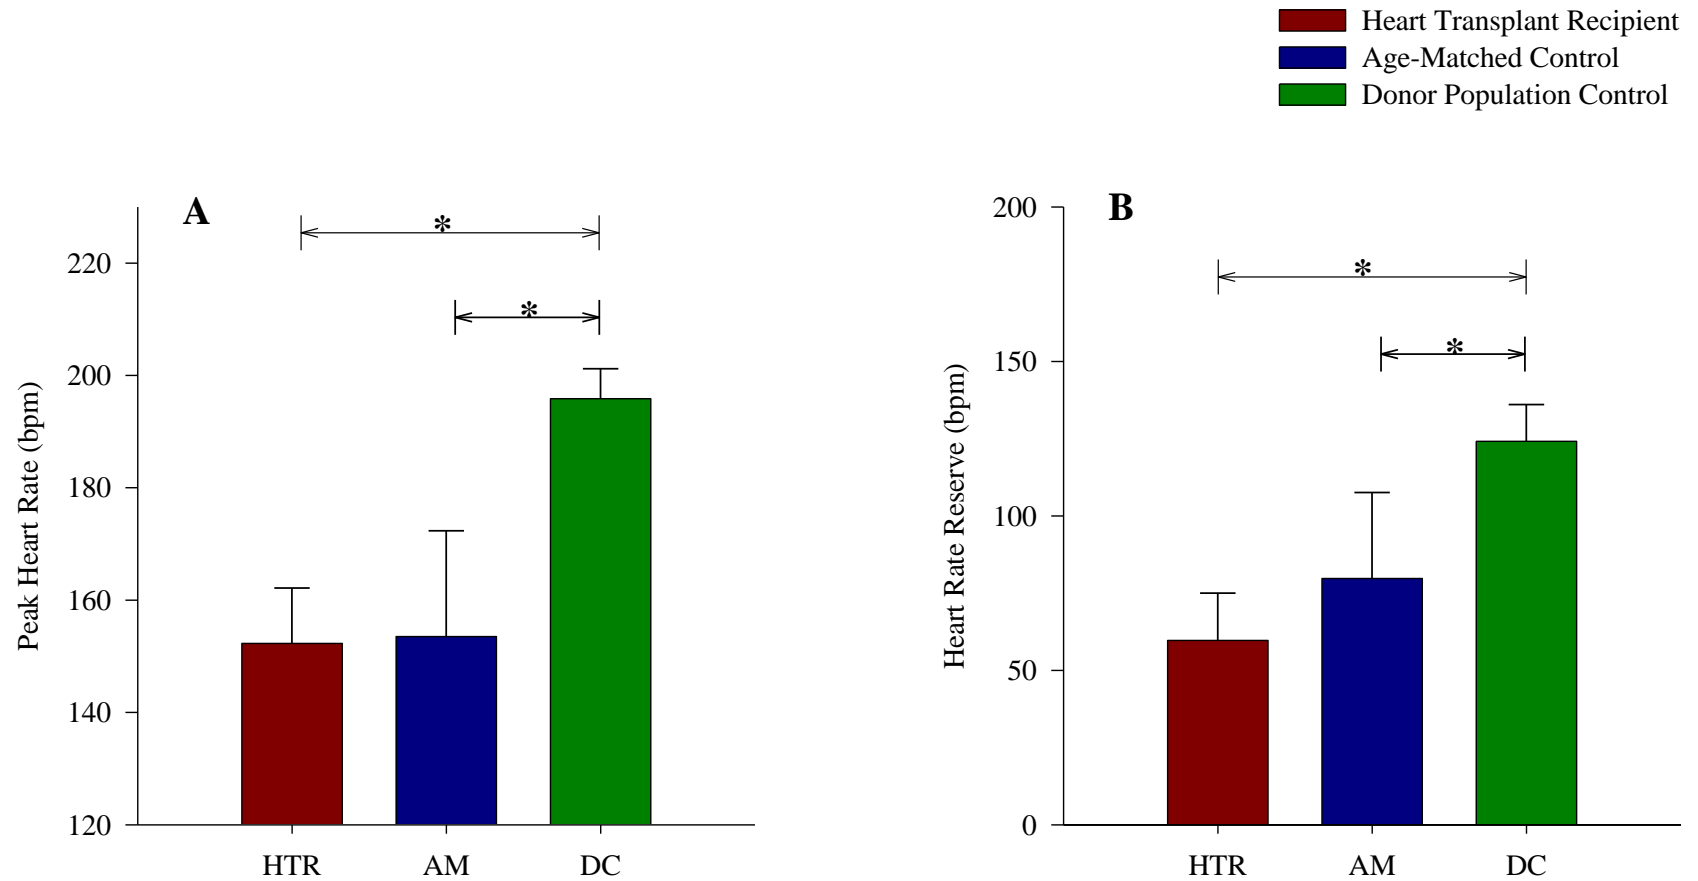 Heart Transplant Recipient
Age-Matched Control
Donor Population Control
A
*
*
Peak Heart Rate (bpm)
220
200
180
160
140
120
HTR AM DC
B
*
*
Heart Rate Reserve (bpm)
200
150
100
50
0
HTR AM DC